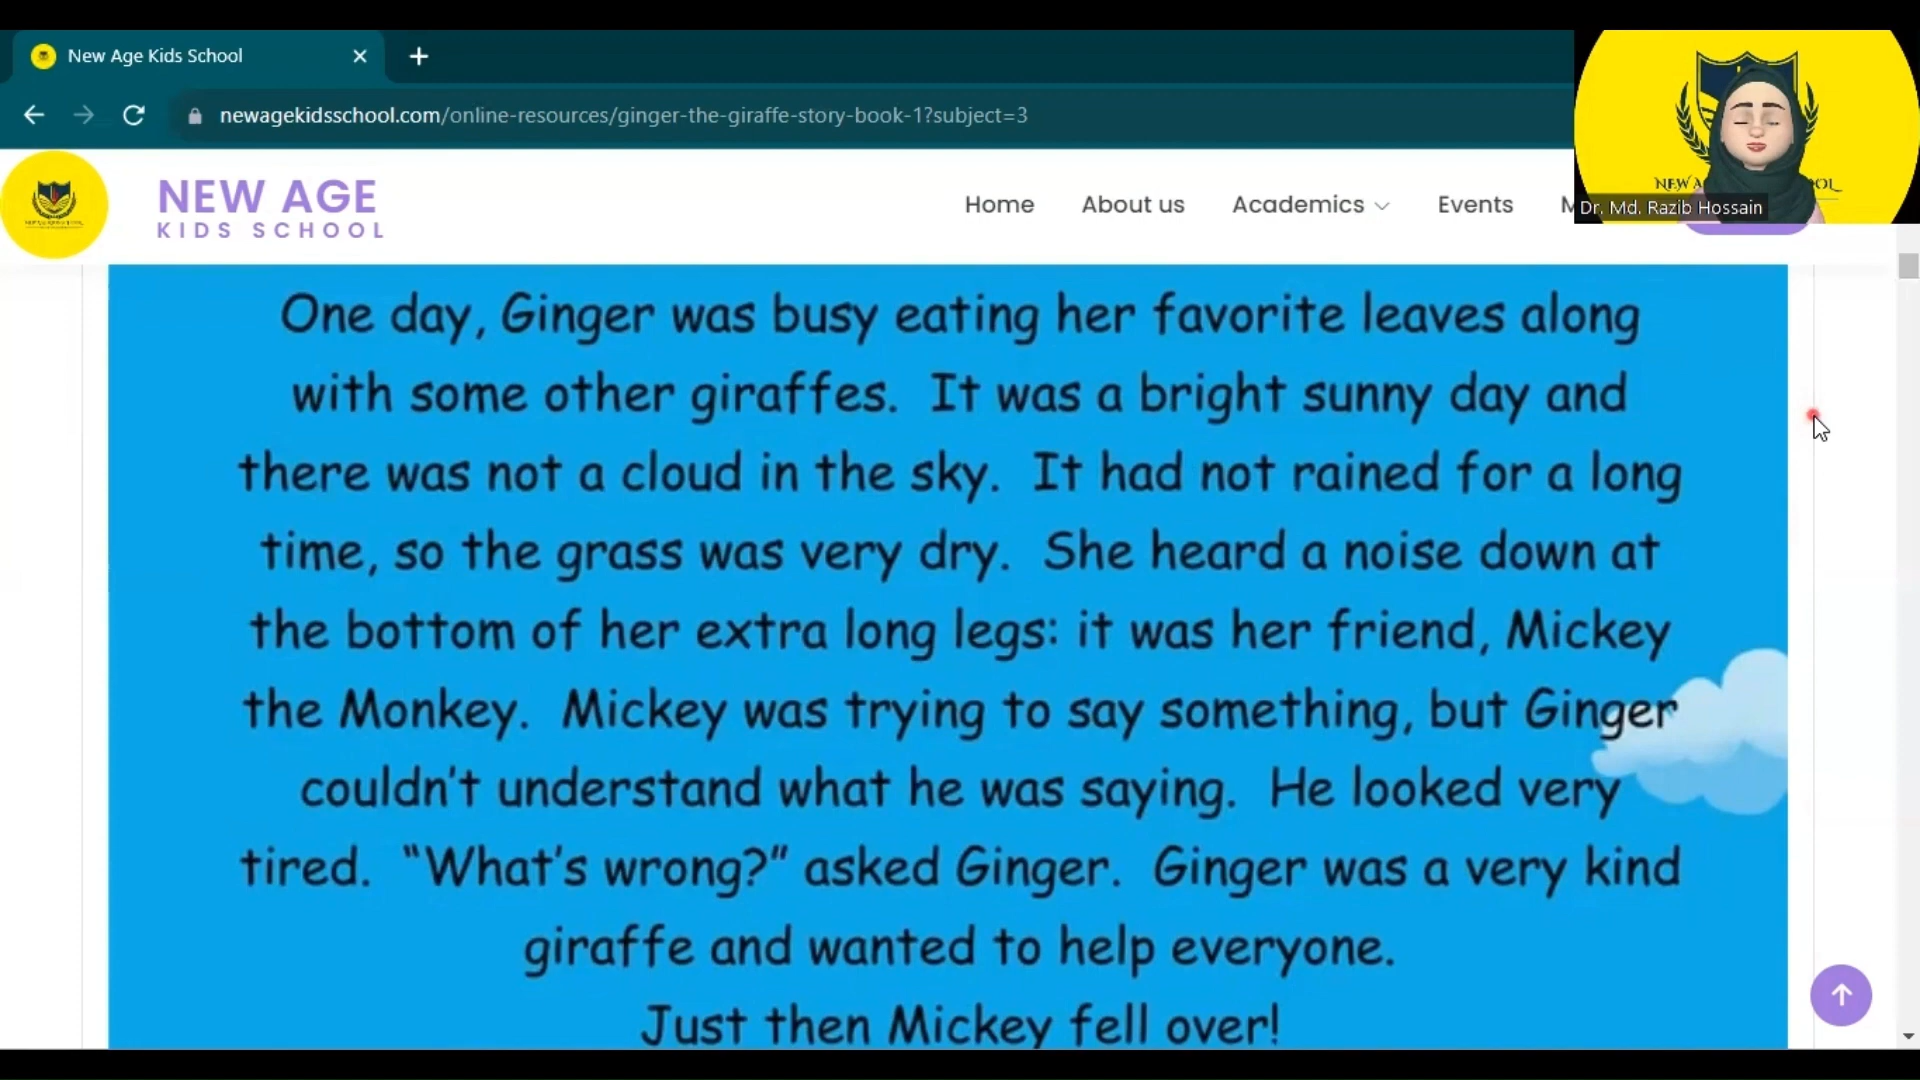 New Age Kids School
newagekidsschool.com/online-resources/ginger-the-giraffe-story-book-1?subject=3
NEW AGE
KIDS SCHOOL
Home About us Academics Events
Dr. Md. Razib Hossain
One day, Ginger was busy eating her favorite leaves along
with some other giraffes. It was a bright sunny day and
there was not a cloud in the sky. It had not rained for a long
time, so the grass was very dry. She heard a noise down at
the bottom of her extra long legs: it was her friend, Mickey
the Monkey. Mickey was trying to say something, but Ginger
couldn't understand what he was saying. He looked very
tired. "What's wrong?" asked Ginger. Ginger was a very kind
giraffe and wanted to help everyone.
Just then Mickey fell over!